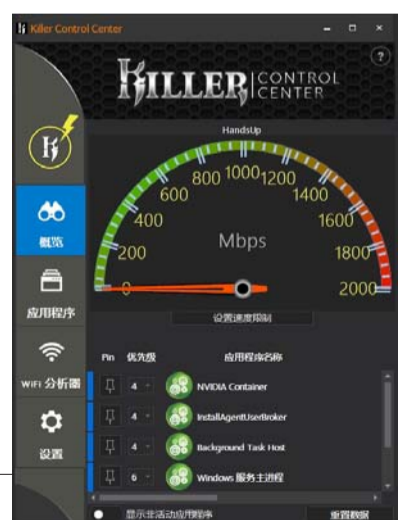 Killer Control Center
KILLER CONTROL CENTER
?
HandsUp
0
200
400
600
800
1000
1200
1400
1600
1800
2000
Mbps
设置速度限制
概览
应用程序
WiFi 分析器
设置
Pin 优先级 应用程序名称
4 NVIDIA Container
4 InstallAgentUserBroker
4 Background Task Host
6 Windows 服务主进程
显示非活动应用程序 重置数据